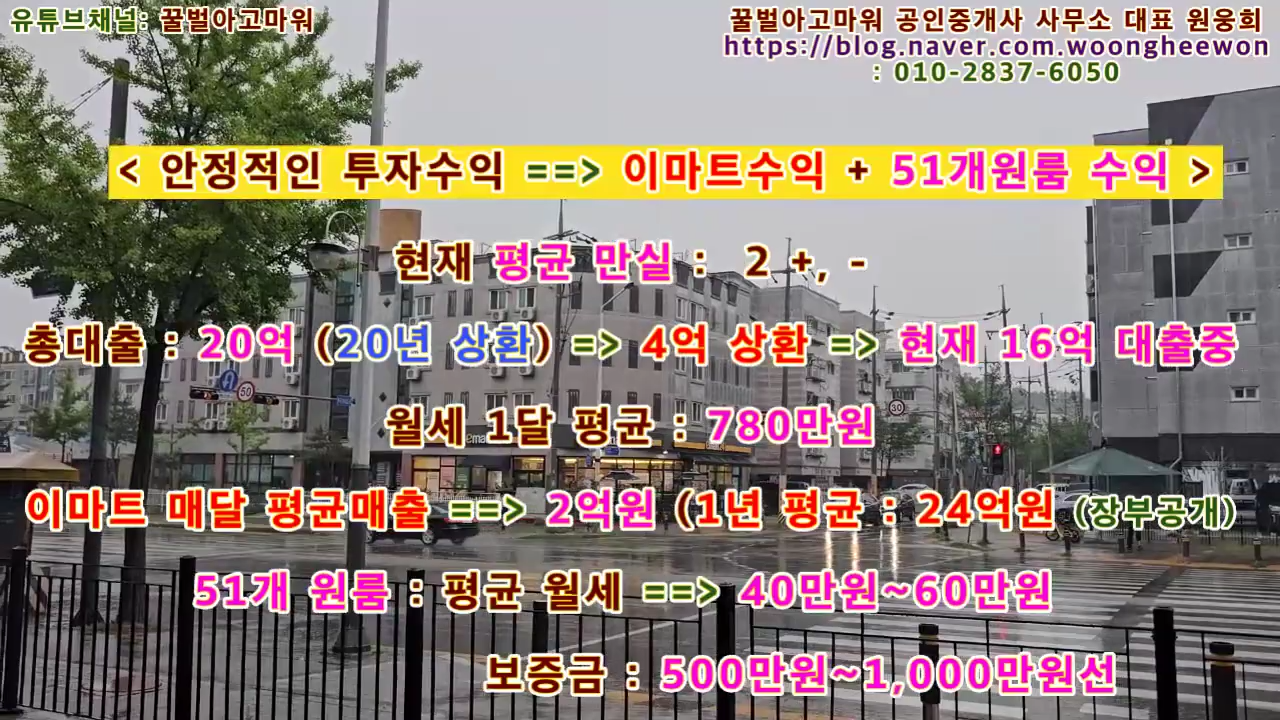 유튜브채널: 꿀벌아고마워
꿀벌아고마워 공인중개사 사무소 대표 원웅희
https://blog.naver.com.woongheewon
: 010-2837-6050
< 안정적인 투자수익 ==> 이마트수익 + 51개원룸 수익 >
현재 평균 만실 : 2 +, -
총대출 : 20억 (20년 상환) => 4억 상환 => 현재 16억 대출중
50
30
월세 1달 평균 : 780만원
이마트 매달 평균매출 ==> 2억원 (1년 평균 : 24억원 (장부공개)
51개 원룸 : 평균 월세 ==> 40만원~60만원
보증금 : 500만원~1,000만원선